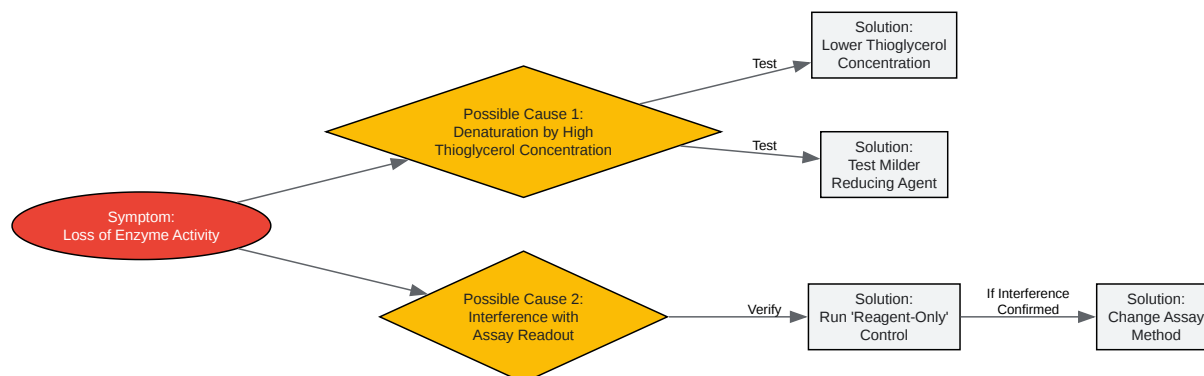 Symptom:
Loss of Enzyme Activity
Possible Cause 1:
Denaturation by High
Thioglycerol Concentration
Test
Solution:
Lower Thioglycerol
Concentration
Test
Solution:
Test Milder
Reducing Agent
Possible Cause 2:
Interference with
Assay Readout
Verify
Solution:
Run 'Reagent-Only'
Control
If Interference
Confirmed
Solution:
Change Assay
Method